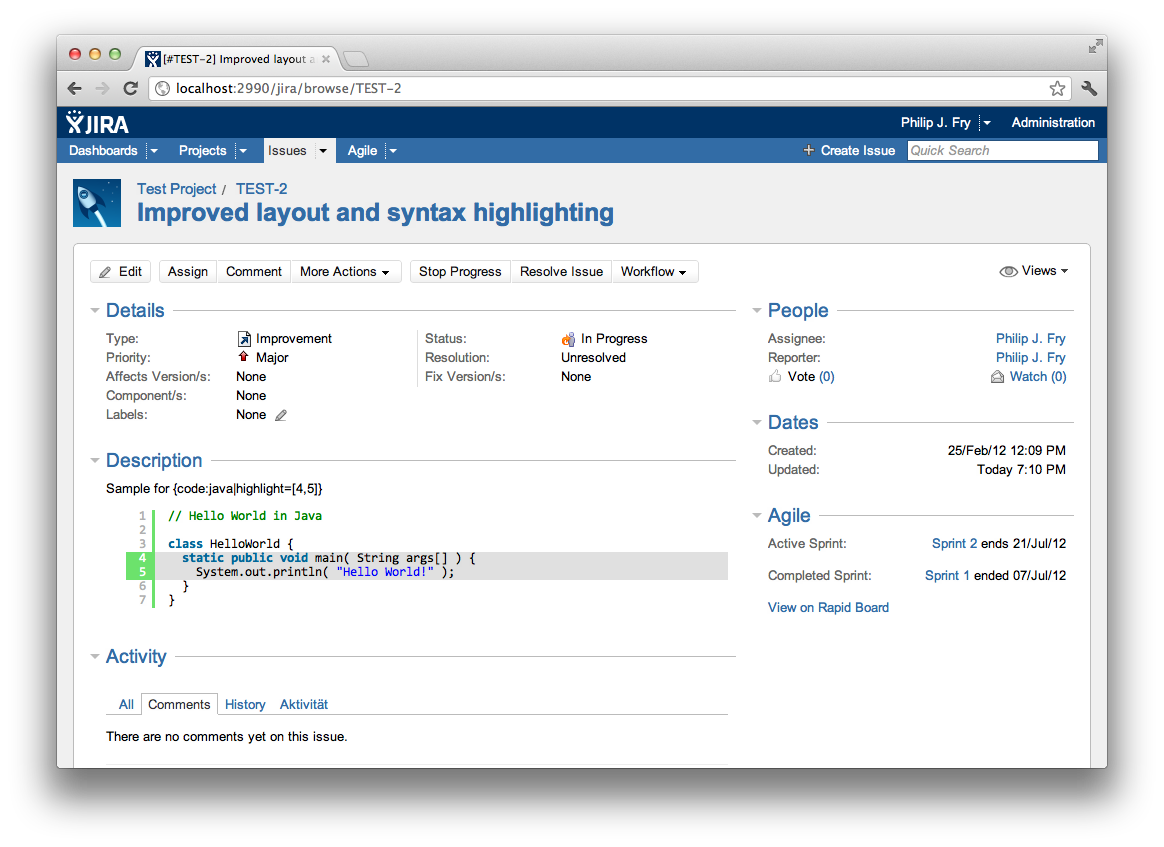 [#TEST-2] Improved layout a
localhost:2990/jira/browse/TEST-2
JIRA Philip J. Fry Administration
Dashboards Projects Issues Agile + Create Issue Quick Search
Test Project / TEST-2
Improved layout and syntax highlighting
Edit Assign Comment More Actions Stop Progress Resolve Issue Workflow Views
Details
Type: Improvement Status: In Progress
Priority: Major Resolution: Unresolved
Affects Version/s: None Fix Version/s: None
Component/s: None
Labels: None
Description
Sample for {code:java|highlight=[4,5]}
1 // Hello World in Java
2
3 class HelloWorld {
4 static public void main( String args[] ) {
5 System.out.println( "Hello World!" );
6 }
7 }
Activity
All Comments History Aktivität
There are no comments yet on this issue.
People
Assignee: Philip J. Fry
Reporter: Philip J. Fry
Vote (0) Watch (0)
Dates
Created: 25/Feb/12 12:09 PM
Updated: Today 7:10 PM
Agile
Active Sprint: Sprint 2 ends 21/Jul/12
Completed Sprint: Sprint 1 ended 07/Jul/12
View on Rapid Board